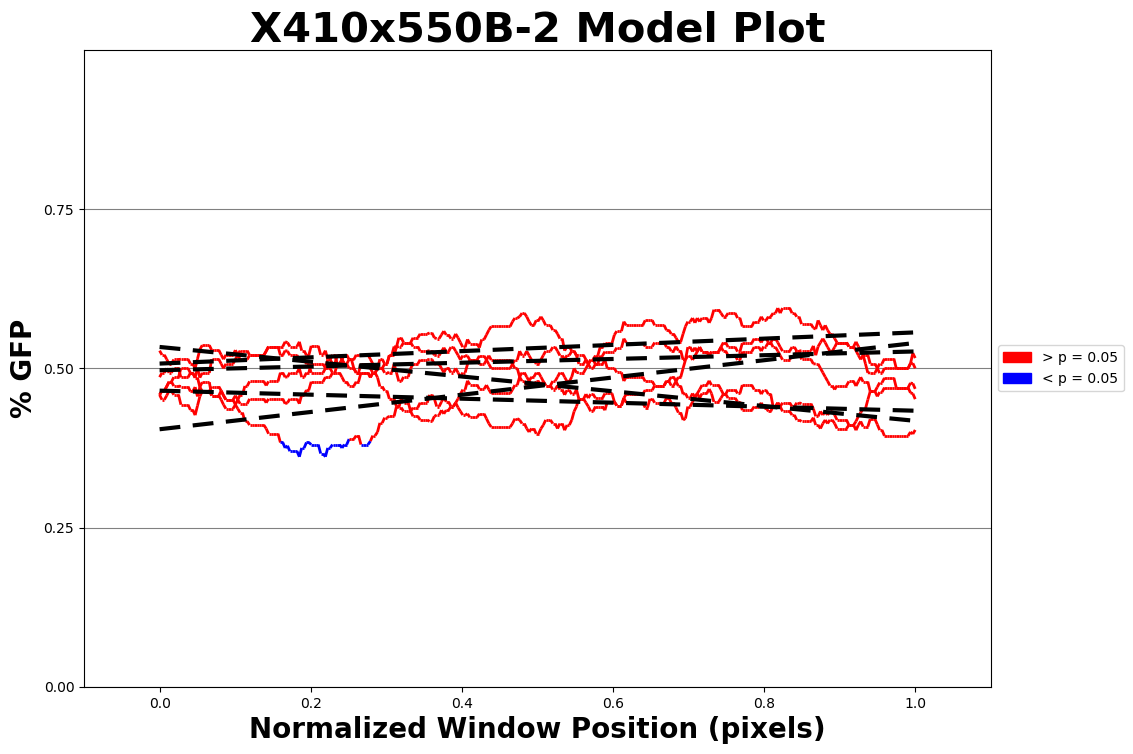 X410x550B-2 Model Plot
% GFP
0.75
0.50
0.25
0.00
0.0 0.2 0.4 0.6 0.8 1.0
Normalized Window Position (pixels)
> p = 0.05
< p = 0.05